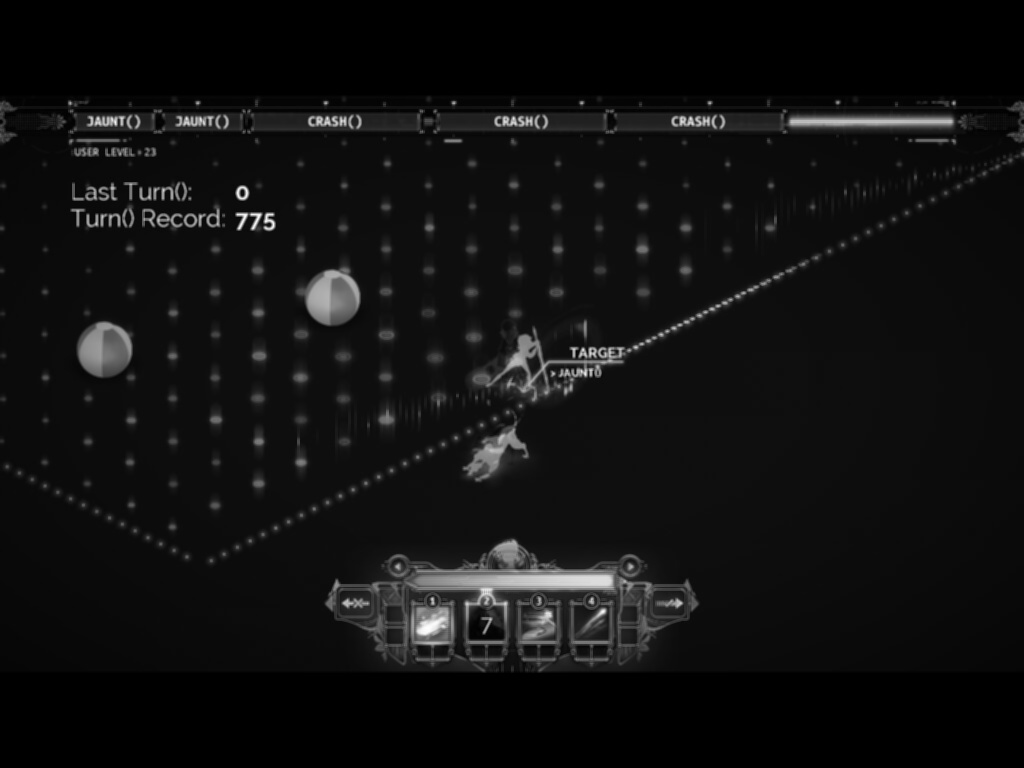 JAUNT() JAUNT() CRASH() CRASH() CRASH()
USER LEVEL 23
Last Turn(): 0
Turn() Record: 775
TARGET
> JAUNT()
1 2 3 4
7